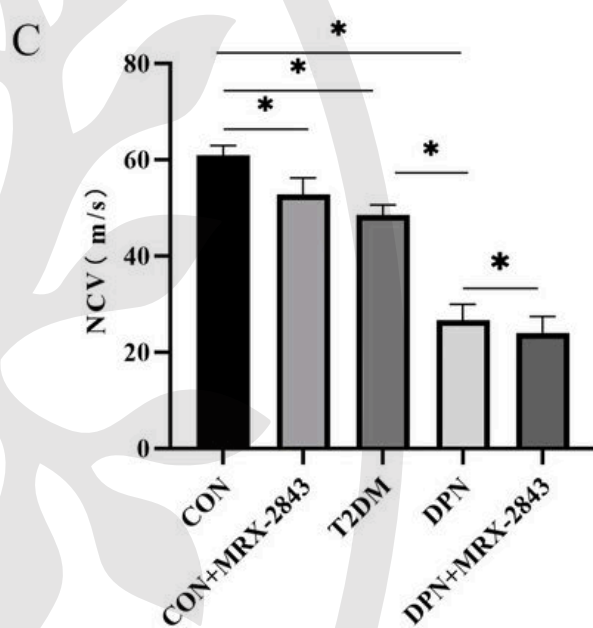 C
*
*
*
*
*
80
60
40
20
0
NCV ( m/s)
CON
CON+MRX-2843
T2DM
DPN
DPN+MRX-2843